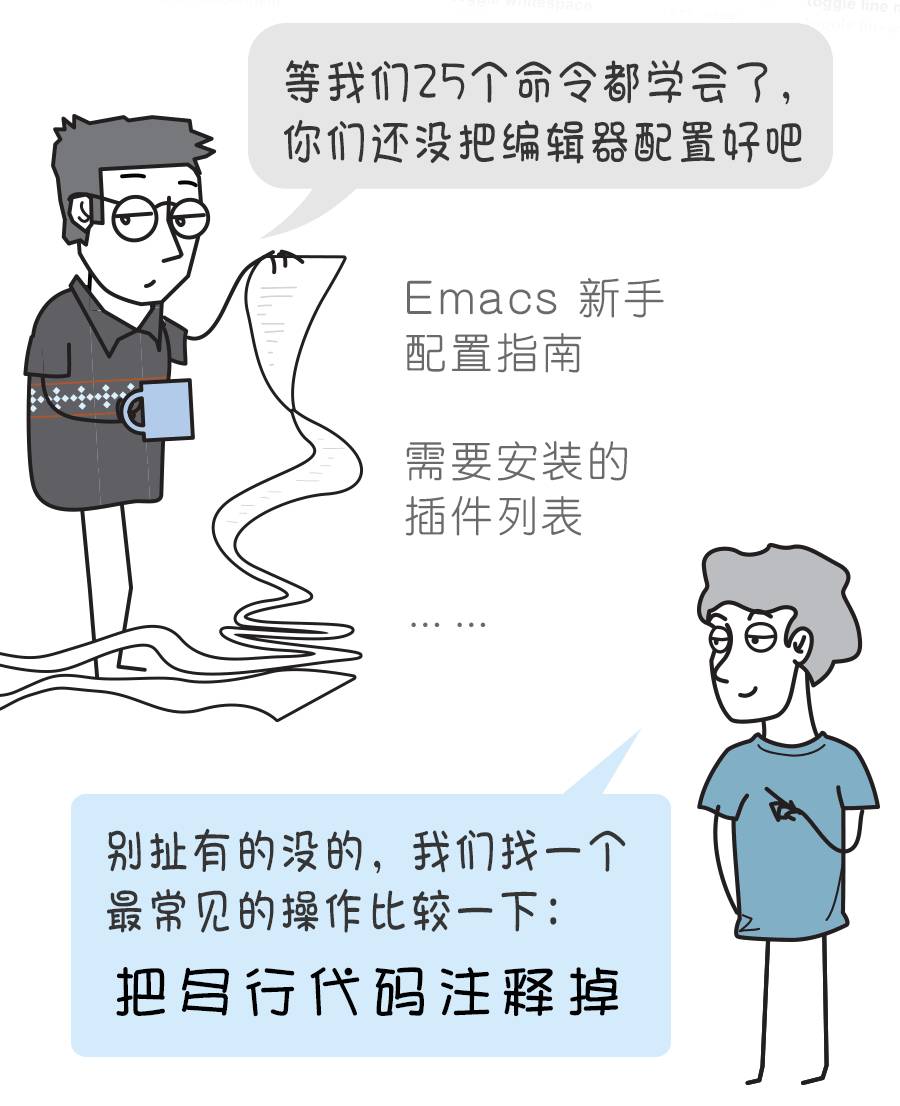 whitespace
toggle line
等我们25个命令都学会了，
你们还没把编辑器配置好吧
Emacs 新手
配置指南
需要安装的
插件列表
... ...
别扯有的没的，我们找一个
最常见的操作比较一下：
把多行代码注释掉